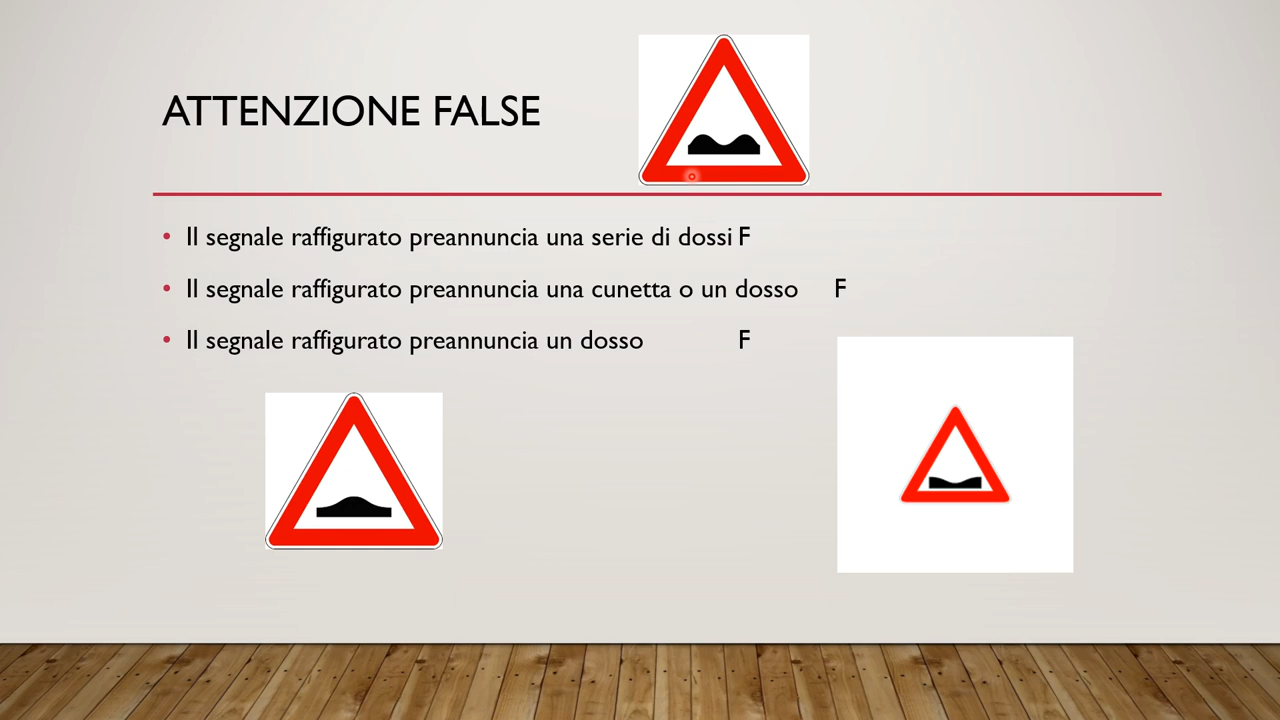 ATTENZIONE FALSE
• Il segnale raffigurato preannuncia una serie di dossi F
• Il segnale raffigurato preannuncia una cunetta o un dosso F
• Il segnale raffigurato preannuncia un dosso F